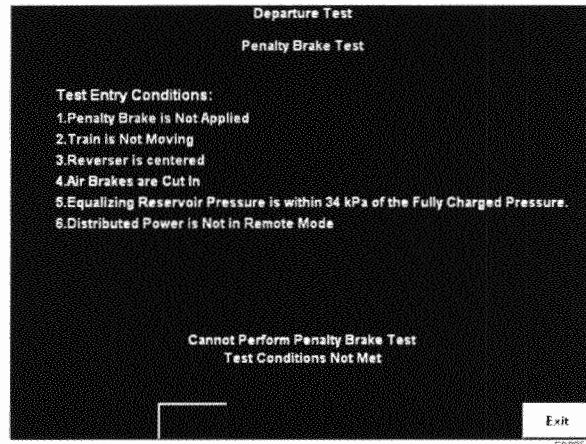 Departure Test
Penalty Brake Test
Test Entry Conditions:
1.Penalty Brake is Not Applied
2.Train is Not Moving
3.Reverser is centered
4.Air Brakes are Cut In
5.Equalizing Reservoir Pressure is within 34 kPa of the Fully Charged Pressure.
6.Distributed Power is Not in Remote Mode
Cannot Perform Penalty Brake Test
Test Conditions Not Met
Exit